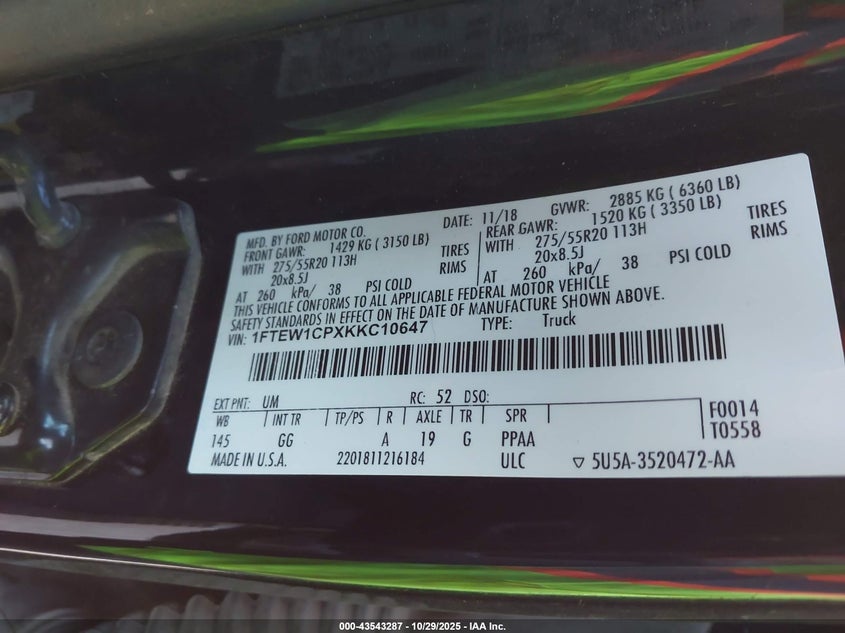 MFD. BY FORD MOTOR CO. DATE: 11/18 GVWR: 2885 KG ( 6360 LB)
FRONT GAWR: 1429 KG ( 3150 LB) REAR GAWR: 1520 KG ( 3350 LB)
WITH 275/55R20 113H TIRES WITH 275/55R20 113H TIRES
20x8.5J RIMS 20x8.5J RIMS
AT 260 kPa/ 38 PSI COLD AT 260 kPa/ 38 PSI COLD
THIS VEHICLE CONFORMS TO ALL APPLICABLE FEDERAL MOTOR VEHICLE
SAFETY STANDARDS IN EFFECT ON THE DATE OF MANUFACTURE SHOWN ABOVE.
VIN: 1FTEW1CPXKKC10647 TYPE: Truck
EXT PNT: UM RC: 52 DSO:
WB INT TR TP/PS R AXLE TR SPR F0014
145 GG A 19 G PPAA T0558
MADE IN U.S.A. 2201811216184 ULC ▽ 5U5A-3520472-AA
000-43543287 - 10/29/2025 - IAA Inc.